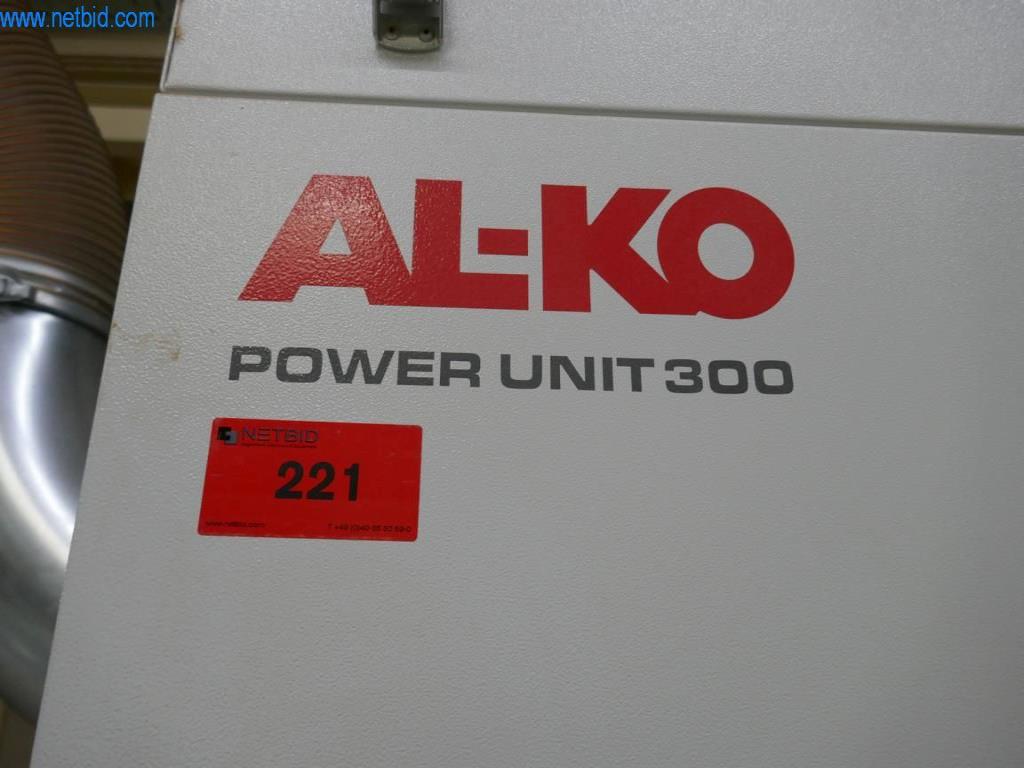 www.netbid.com
AL-KO
POWER UNIT 300
NETBID
221
www.netbid.com